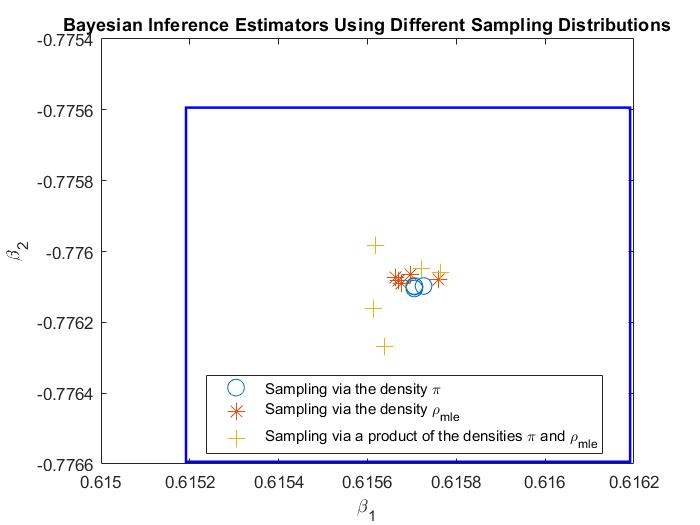 Bayesian Inference Estimators Using Different Sampling Distributions
-0.7754
-0.7756
-0.7758
-0.776
-0.7762
-0.7764
-0.7766
β2
Sampling via the density π
Sampling via the density ρmle
Sampling via a product of the densities π and ρmle
0.615 0.6152 0.6154 0.6156 0.6158 0.616 0.6162
β1